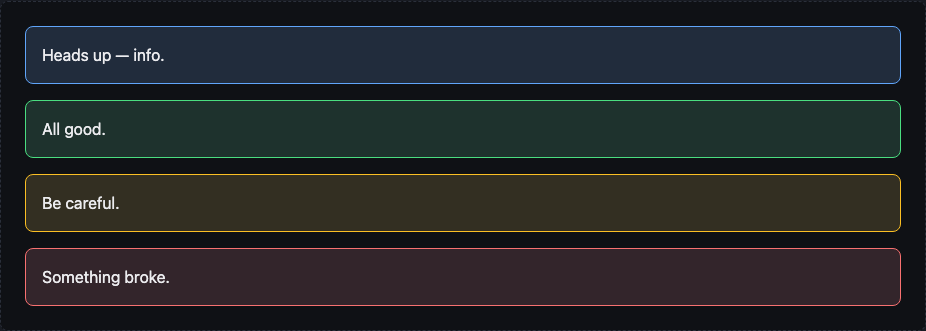 Heads up — info.
All good.
Be careful.
Something broke.